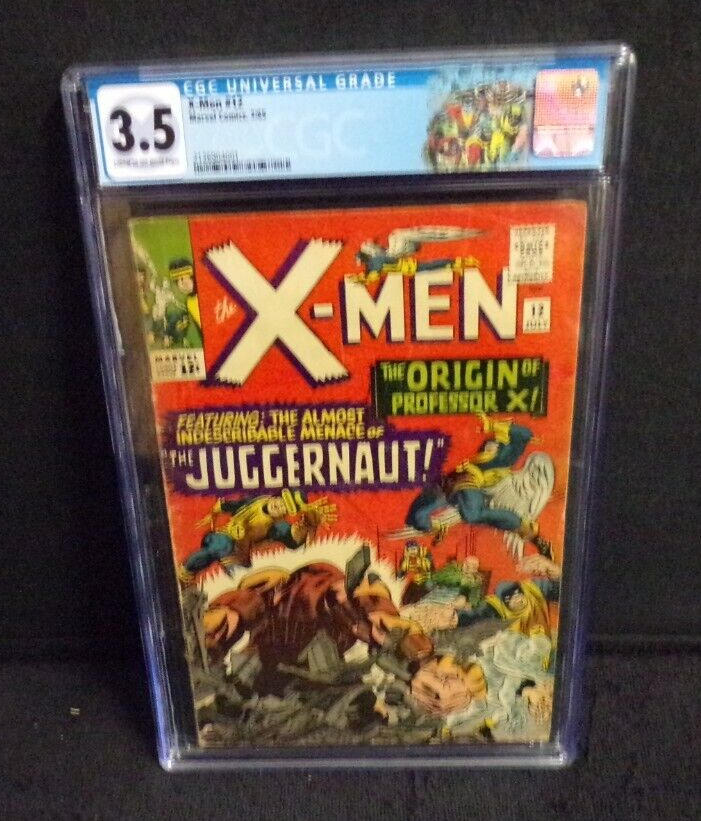 CGC UNIVERSAL GRADE
3.5
X-Men #12
Marvel Comics, 7/65
CGC
the
X-MEN
12
JULY
MARVEL
12¢
THE ORIGIN OF
PROFESSOR X!
FEATURING: THE ALMOST
INDESCRIBABLE MENACE OF
"THE JUGGERNAUT!"